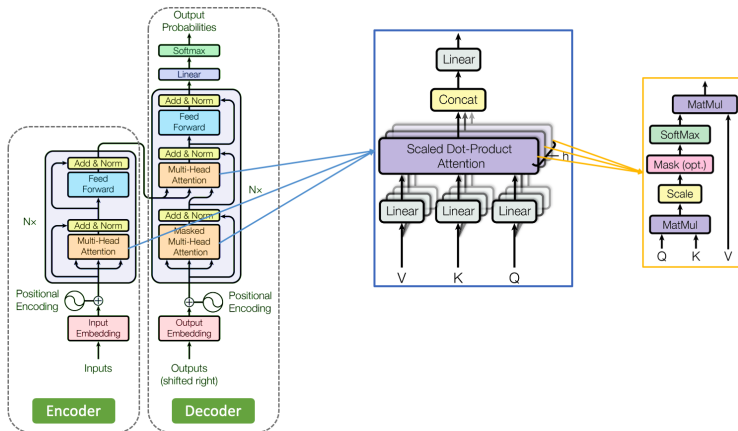 Output
Probabilities
Softmax
Linear
Add & Norm
Feed
Forward
Add & Norm
Multi-Head
Attention
Add & Norm
Masked
Multi-Head
Attention
N×
Positional
Encoding
Output
Embedding
Outputs
(shifted right)
Decoder
Add & Norm
Feed
Forward
Add & Norm
Multi-Head
Attention
N×
Positional
Encoding
Input
Embedding
Inputs
Encoder
Linear
Concat
Scaled Dot-Product
Attention
h
Linear Linear Linear
V K Q
MatMul
SoftMax
Mask (opt.)
Scale
MatMul
Q K V